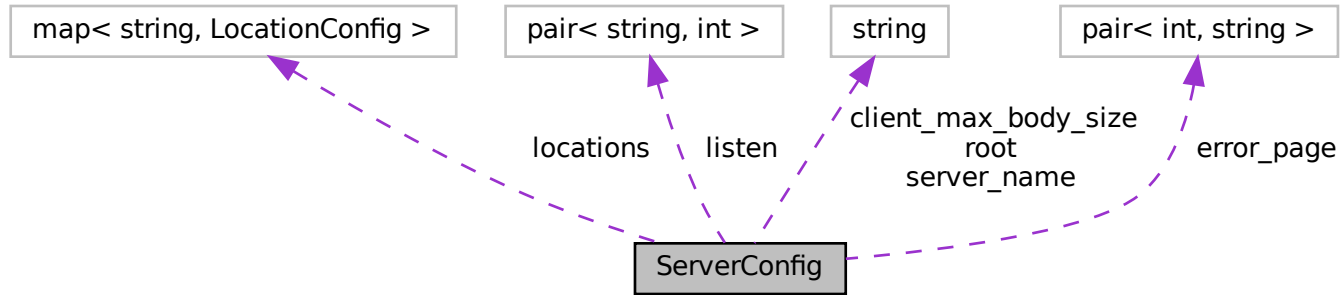 map< string, LocationConfig >
pair< string, int >
string
pair< int, string >
locations
listen
client_max_body_size
root
server_name
error_page
ServerConfig